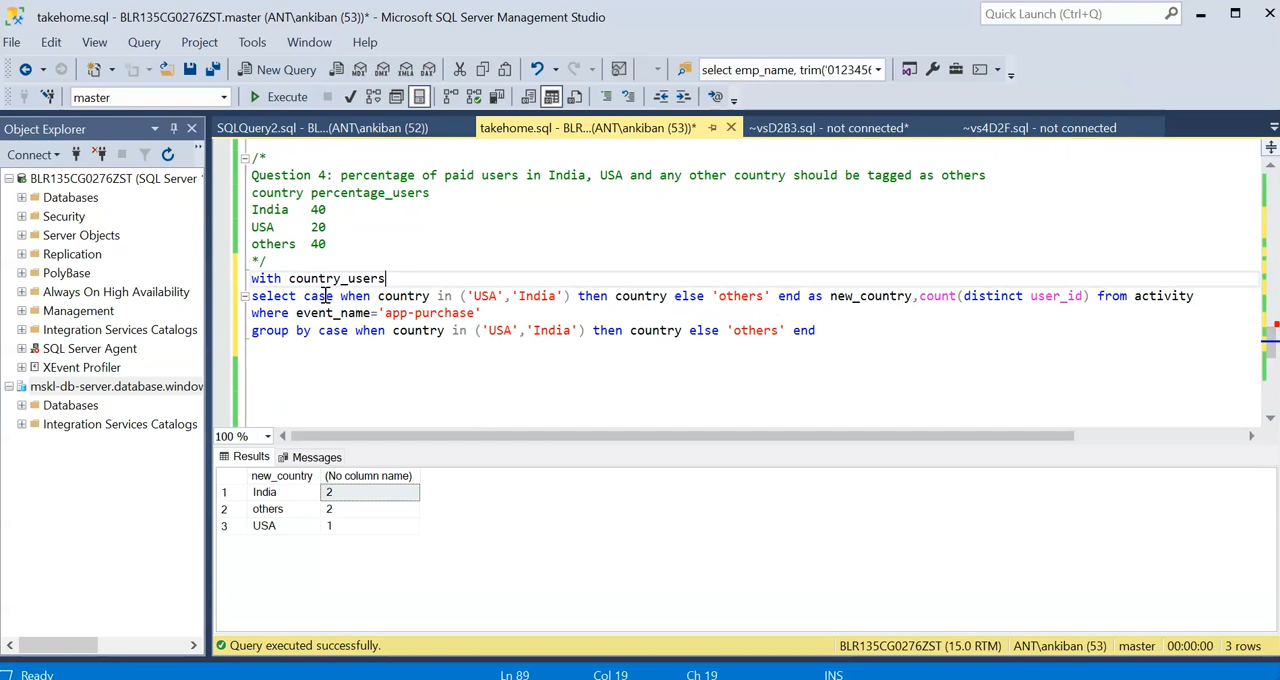 takehome.sql - BLR135CG0276ZST.master (ANT\ankiban (53))* - Microsoft SQL Server Management Studio
Quick Launch (Ctrl+Q)
File Edit View Query Project Tools Window Help
New Query
MDX DMX XMLA DAX
select emp_name, trim('0123456
master
Execute
Object Explorer
SQLQuery2.sql - BL...(ANT\ankiban (52))
takehome.sql - BLR...(ANT\ankiban (53))*
~vsD2B3.sql - not connected*
~vs4D2F.sql - not connected
Connect
BLR135CG0276ZST (SQL Server
Databases
Security
Server Objects
Replication
PolyBase
Always On High Availability
Management
Integration Services Catalogs
SQL Server Agent
XEvent Profiler
mskl-db-server.database.window
Databases
Integration Services Catalogs
/*
Question 4: percentage of paid users in India, USA and any other country should be tagged as others
country percentage_users
India 40
USA 20
others 40
*/
with country_users
select case when country in ('USA','India') then country else 'others' end as new_country,count(distinct user_id) from activity
where event_name='app-purchase'
group by case when country in ('USA','India') then country else 'others' end
100 %
Results Messages
new_country (No column name)
1 India 2
2 others 2
3 USA 1
Query executed successfully.
BLR135CG0276ZST (15.0 RTM) ANT\ankiban (53) master 00:00:00 3 rows
Ready Ln 89 Col 19 Ch 19 INS